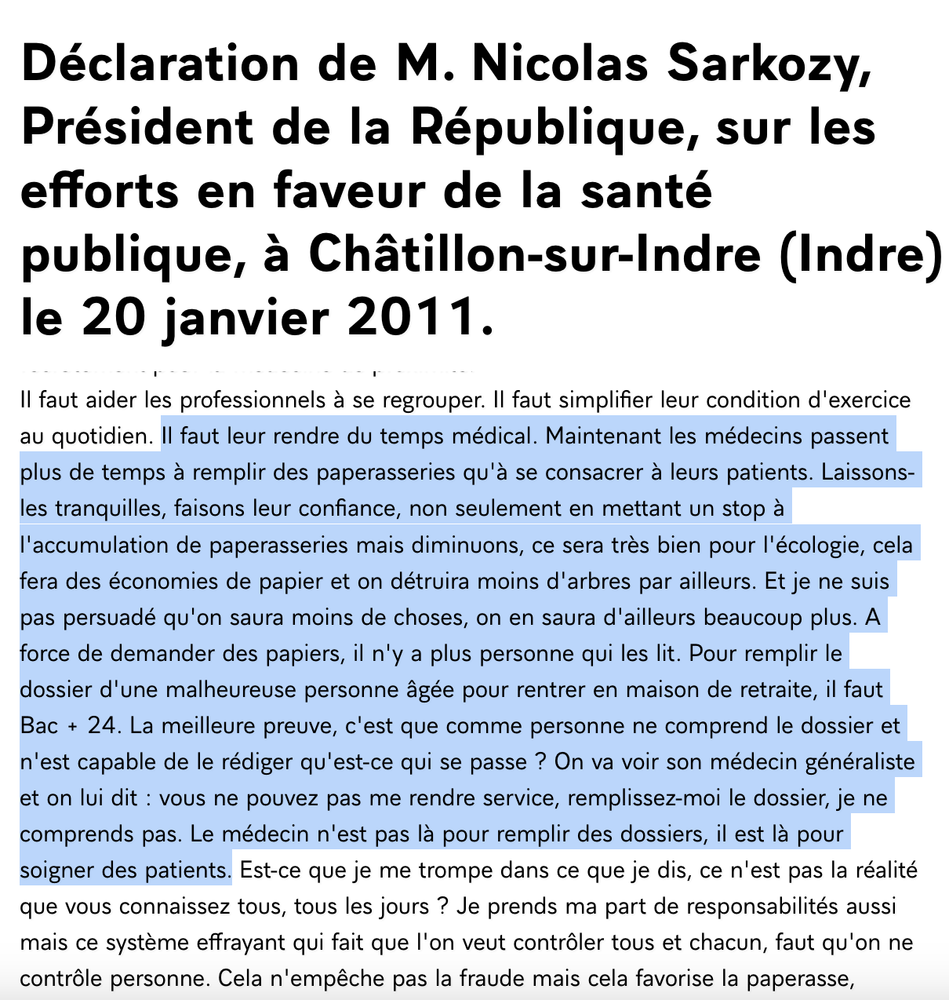 Déclaration de M. Nicolas Sarkozy,
Président de la République, sur les
efforts en faveur de la santé
publique, à Châtillon-sur-Indre (Indre)
le 20 janvier 2011.
Il faut aider les professionnels à se regrouper. Il faut simplifier leur condition d'exercice
au quotidien. Il faut leur rendre du temps médical. Maintenant les médecins passent
plus de temps à remplir des paperasseries qu'à se consacrer à leurs patients. Laissons-
les tranquilles, faisons leur confiance, non seulement en mettant un stop à
l'accumulation de paperasseries mais diminuons, ce sera très bien pour l'écologie, cela
fera des économies de papier et on détruira moins d'arbres par ailleurs. Et je ne suis
pas persuadé qu'on saura moins de choses, on en saura d'ailleurs beaucoup plus. A
force de demander des papiers, il n'y a plus personne qui les lit. Pour remplir le
dossier d'une malheureuse personne âgée pour rentrer en maison de retraite, il faut
Bac + 24. La meilleure preuve, c'est que comme personne ne comprend le dossier et
n'est capable de le rédiger qu'est-ce qui se passe ? On va voir son médecin généraliste
et on lui dit : vous ne pouvez pas me rendre service, remplissez-moi le dossier, je ne
comprends pas. Le médecin n'est pas là pour remplir des dossiers, il est là pour
soigner des patients. Est-ce que je me trompe dans ce que je dis, ce n'est pas la réalité
que vous connaissez tous, tous les jours ? Je prends ma part de responsabilités aussi
mais ce système effrayant qui fait que l'on veut contrôler tous et chacun, faut qu'on ne
contrôle personne. Cela n'empêche pas la fraude mais cela favorise la paperasse,